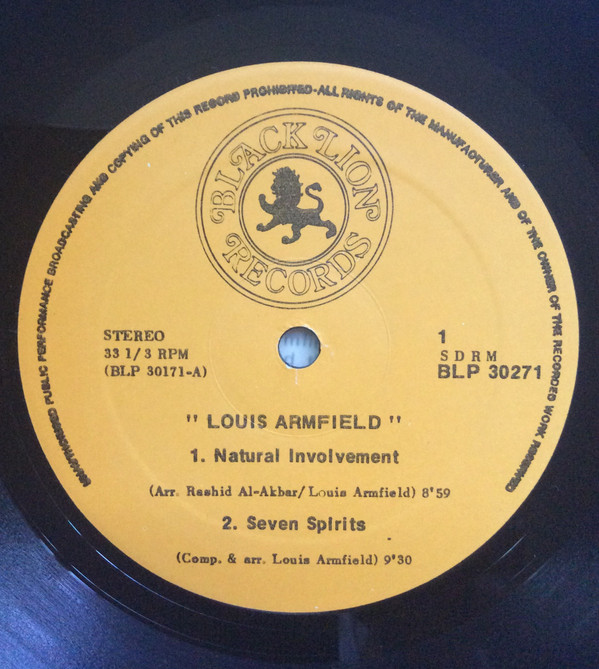 UNAUTHORISED PUBLIC PERFORMANCE BROADCASTING AND COPYING OF THIS RECORD PROHIBITED-ALL RIGHTS OF THE MANUFACTURER AND OF THE OWNER OF THE RECORDED WORK RESERVED
BLACK LION
RECORDS
STEREO
33 1/3 RPM
(BLP 30171-A)
1
SDRM
BLP 30271
" LOUIS ARMFIELD "
1. Natural Involvement
(Arr. Rashid Al-Akbar/ Louis Armfield) 8'59
2. Seven Spirits
(Comp. & arr. Louis Armfield) 9'30